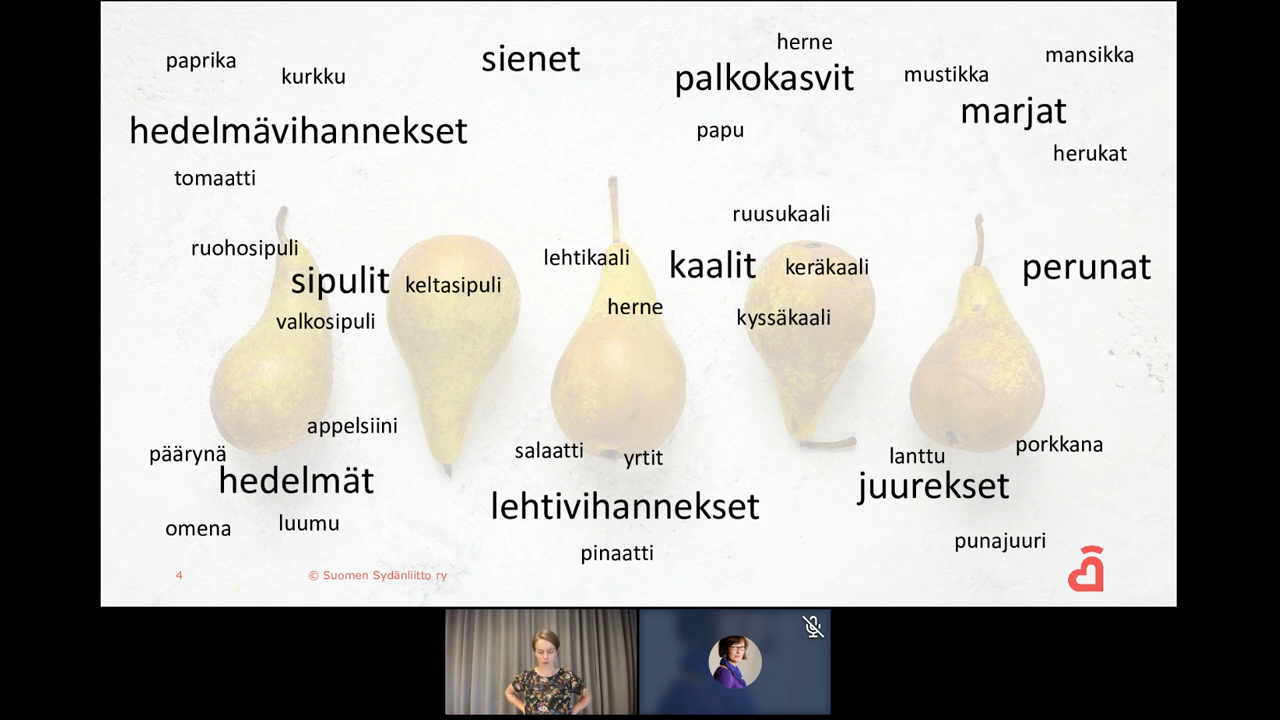 paprika
kurkku
hedelmävihannekset
tomaatti
sienet
herne
palkokasvit
papu
mansikka
mustikka
marjat
herukat
ruohosipuli
sipulit
keltasipuli
valkosipuli
lehtikaali
ruusukaali
kaalit
keräkaali
herne
kyssäkaali
perunat
appelsiini
päärynä
hedelmät
omena
luumu
salaatti
yrtit
lehtivihannekset
pinaatti
porkkana
lanttu
juurekset
punajuuri
4
© Suomen Sydänliitto ry